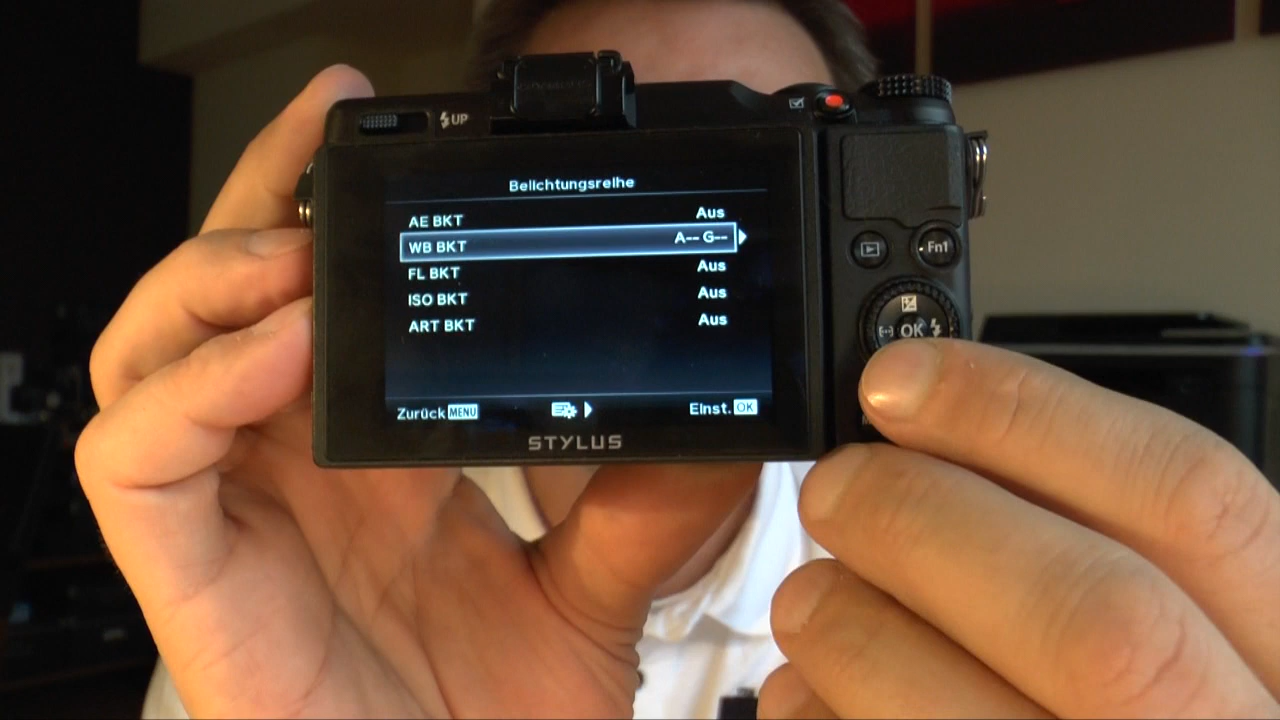 UP
Belichtungsreihe
AE BKT Aus
WB BKT A-- G--
FL BKT Aus
ISO BKT Aus
ART BKT Aus
Zurück MENU Einst. OK
STYLUS
Fn1
OK